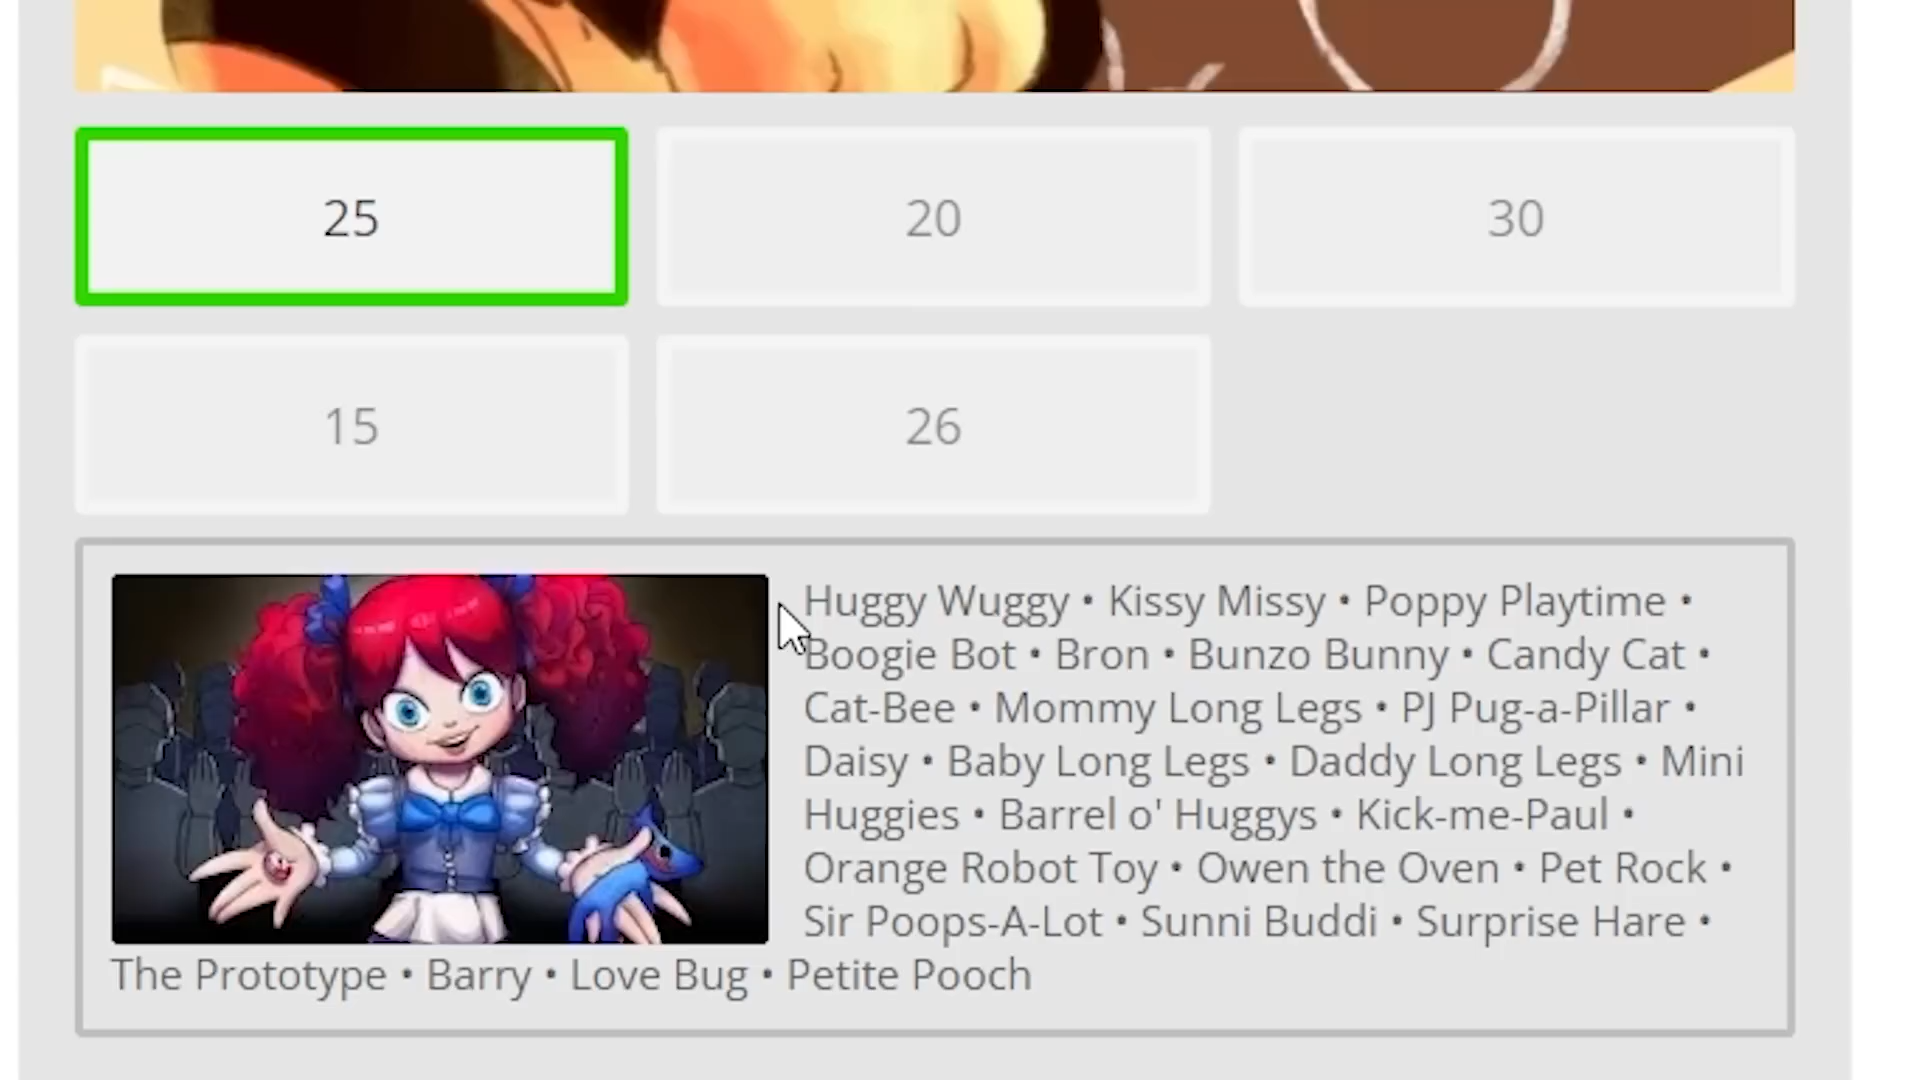 25
20
30
15
26
Huggy Wuggy • Kissy Missy • Poppy Playtime •
Boogie Bot • Bron • Bunzo Bunny • Candy Cat •
Cat-Bee • Mommy Long Legs • PJ Pug-a-Pillar •
Daisy • Baby Long Legs • Daddy Long Legs • Mini
Huggies • Barrel o' Huggys • Kick-me-Paul •
Orange Robot Toy • Owen the Oven • Pet Rock •
Sir Poops-A-Lot • Sunni Buddi • Surprise Hare •
The Prototype • Barry • Love Bug • Petite Pooch